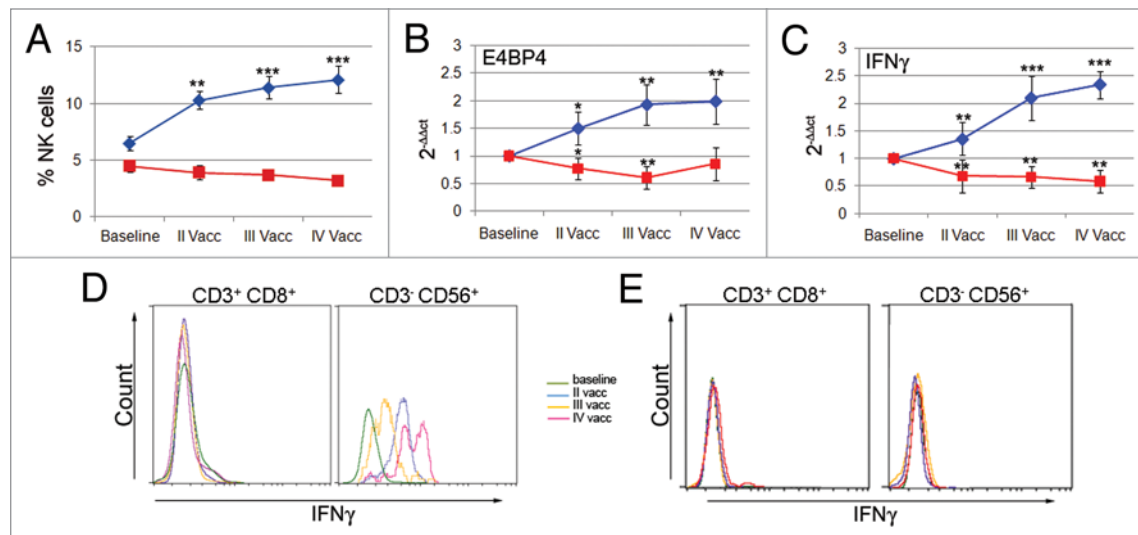 A
% NK cells
15
10
5
0
** *** ***
Baseline II Vacc III Vacc IV Vacc
B
E4BP4
2-ΔΔct
3
2.5
2
1.5
1
0.5
0
* ** **
* **
Baseline II Vacc III Vacc IV Vacc
C
IFNγ
2-ΔΔct
3
2.5
2
1.5
1
0.5
0
** *** ***
** ** **
Baseline II Vacc III Vacc IV Vacc
D
CD3+ CD8+ CD3- CD56+
Count
IFNγ
baseline
II vacc
III vacc
IV vacc
E
CD3+ CD8+ CD3- CD56+
Count
IFNγ